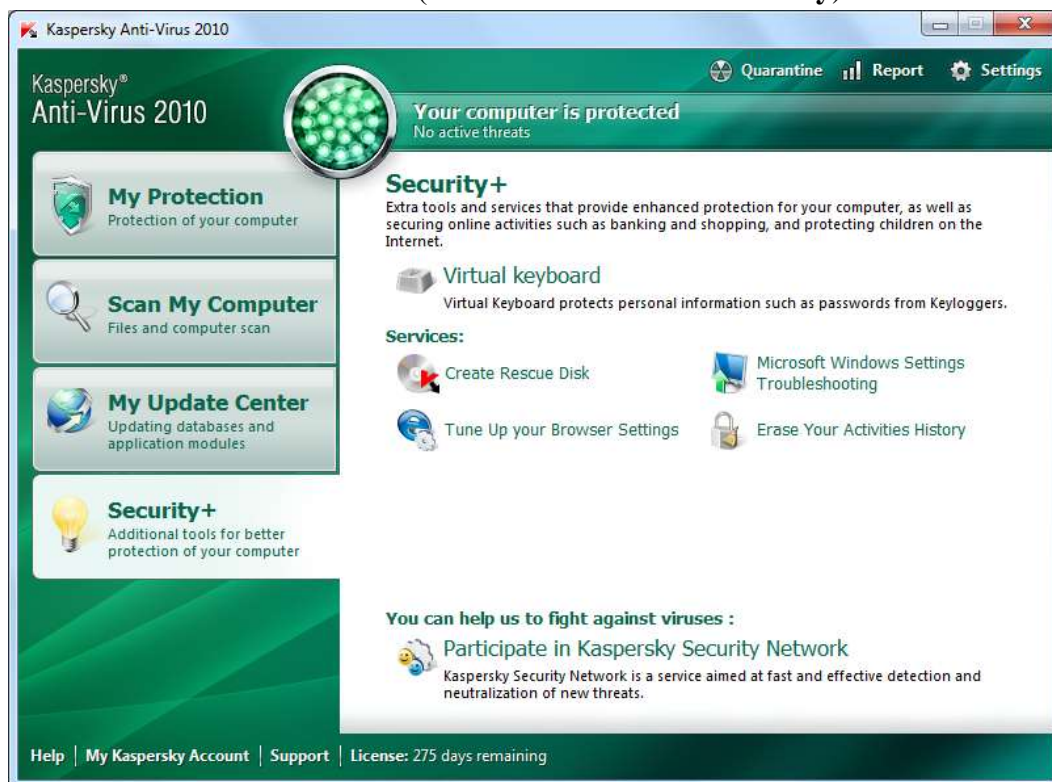 Kaspersky Anti-Virus 2010
Quarantine Report Settings
Kaspersky®
Anti-Virus 2010
Your computer is protected
No active threats
My Protection
Protection of your computer
Scan My Computer
Files and computer scan
My Update Center
Updating databases and
application modules
Security+
Additional tools for better
protection of your computer
Security+
Extra tools and services that provide enhanced protection for your computer, as well as
securing online activities such as banking and shopping, and protecting children on the
Internet.
Virtual keyboard
Virtual Keyboard protects personal information such as passwords from Keyloggers.
Services:
Create Rescue Disk
Microsoft Windows Settings
Troubleshooting
Tune Up your Browser Settings
Erase Your Activities History
You can help us to fight against viruses :
Participate in Kaspersky Security Network
Kaspersky Security Network is a service aimed at fast and effective detection and
neutralization of new threats.
Help | My Kaspersky Account | Support | License: 275 days remaining